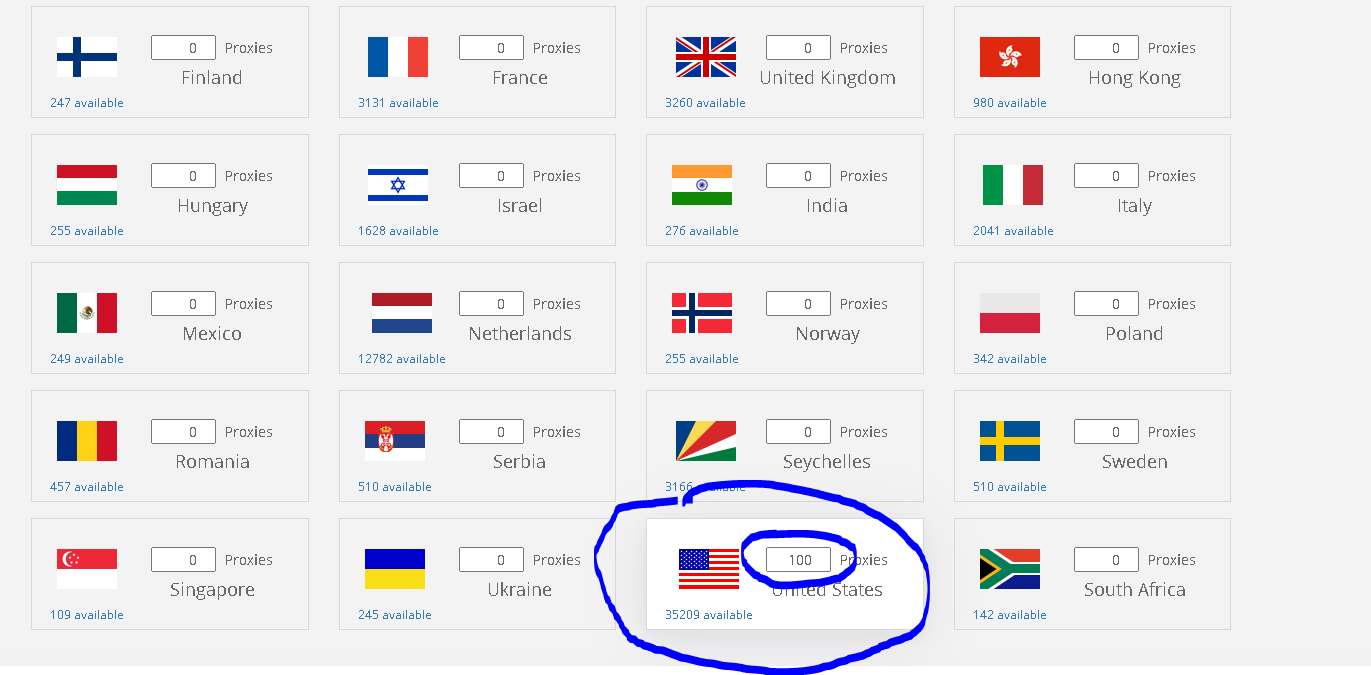 0 Proxies
Finland
247 available
0 Proxies
France
3131 available
0 Proxies
United Kingdom
3260 available
0 Proxies
Hong Kong
980 available
0 Proxies
Hungary
255 available
0 Proxies
Israel
1628 available
0 Proxies
India
276 available
0 Proxies
Italy
2041 available
0 Proxies
Mexico
249 available
0 Proxies
Netherlands
12782 available
0 Proxies
Norway
255 available
0 Proxies
Poland
342 available
0 Proxies
Romania
457 available
0 Proxies
Serbia
510 available
0 Proxies
Seychelles
3166 available
0 Proxies
Sweden
510 available
0 Proxies
Singapore
109 available
0 Proxies
Ukraine
245 available
100 Proxies
United States
35209 available
0 Proxies
South Africa
142 available